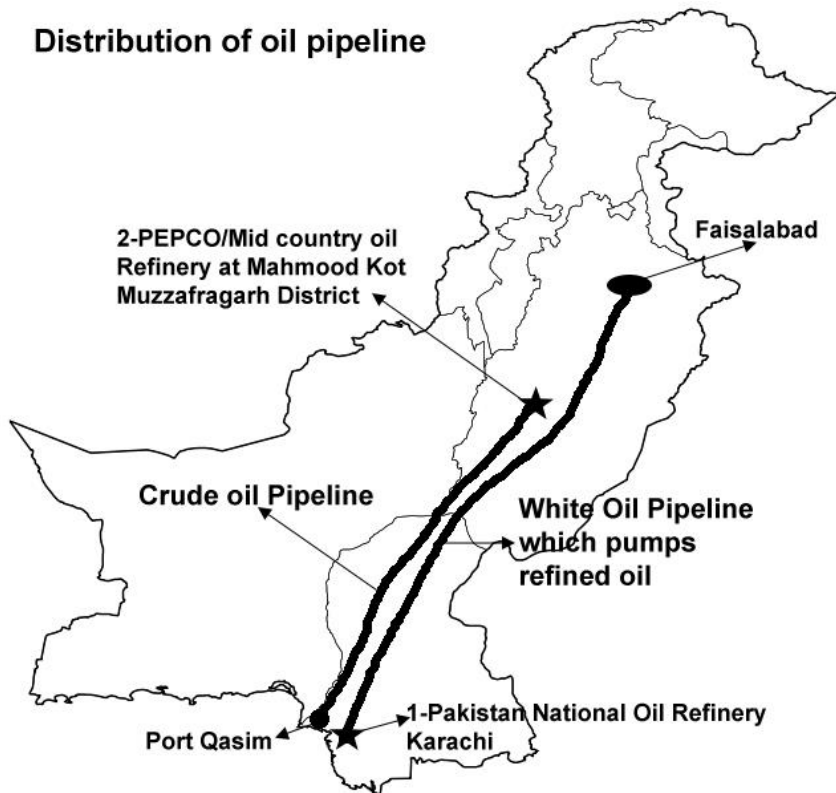 Distribution of oil pipeline
Faisalabad
2-PEPCO/Mid country oil
Refinery at Mahmood Kot
Muzzafragarh District
Crude oil Pipeline
White Oil Pipeline
which pumps
refined oil
1-Pakistan National Oil Refinery
Karachi
Port Qasim